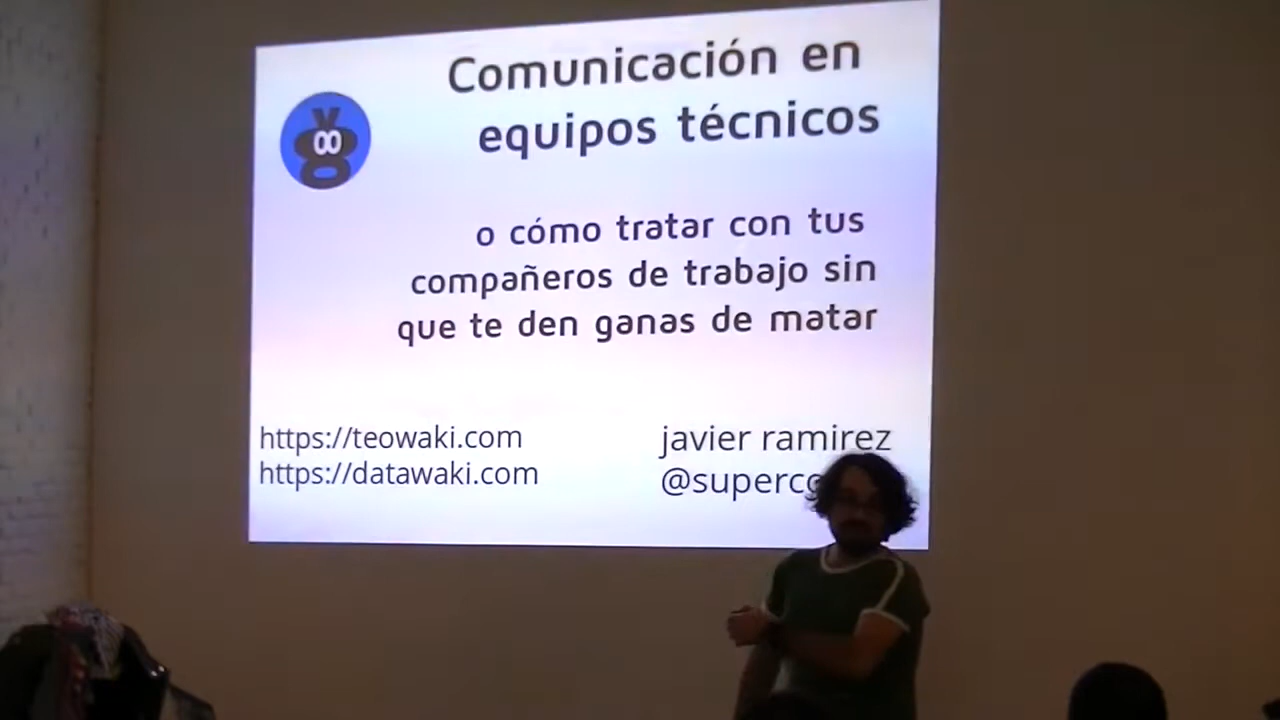 Comunicación en
equipos técnicos
o cómo tratar con tus
compañeros de trabajo sin
que te den ganas de matar
https://teowaki.com
https://datawaki.com
javier ramirez